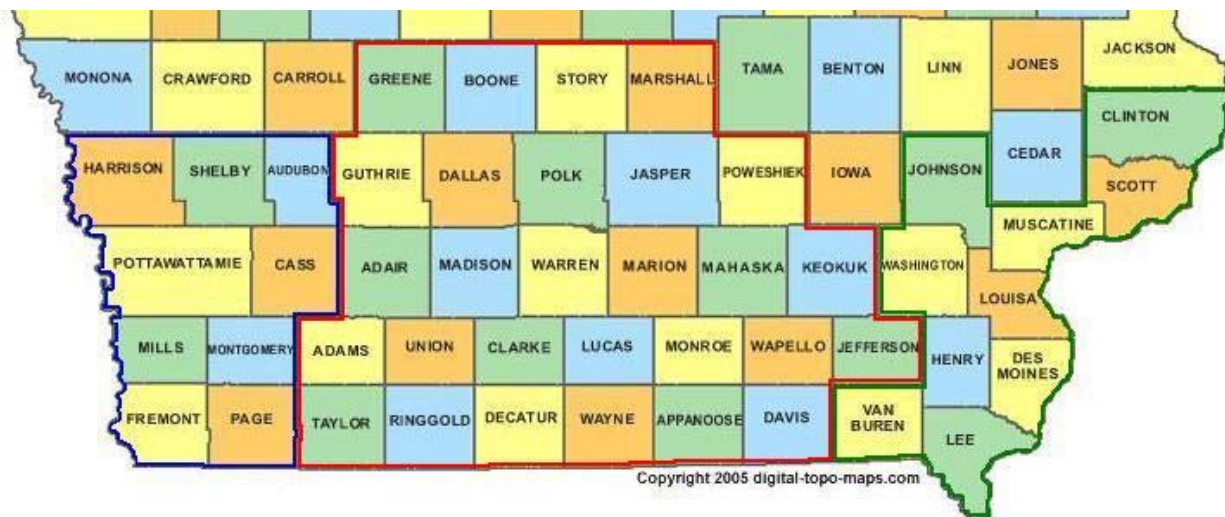 MONONA
CRAWFORD
CARROLL
GREENE
BOONE
STORY
MARSHALL
TAMA
BENTON
LINN
JONES
JACKSON
CLINTON
HARRISON
SHELBY
AUDUBON
GUTHRIE
DALLAS
POLK
JASPER
POWESHIEK
IOWA
JOHNSON
CEDAR
SCOTT
MUSCATINE
POTTAWATTAMIE
CASS
ADAIR
MADISON
WARREN
MARION
MAHASKA
KEOKUK
WASHINGTON
LOUISA
MILLS
MONTGOMERY
ADAMS
UNION
CLARKE
LUCAS
MONROE
WAPELLO
JEFFERSON
HENRY
DES
MOINES
FREMONT
PAGE
TAYLOR
RINGGOLD
DECATUR
WAYNE
APPANOOSE
DAVIS
VAN
BUREN
LEE
Copyright 2005 digital-topo-maps.com